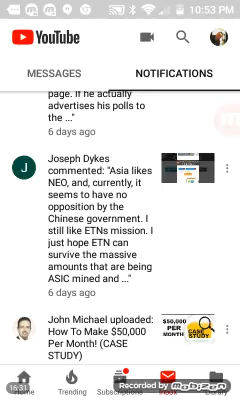 10:53 PM
YouTube
MESSAGES NOTIFICATIONS
page. If he actually
advertises his polls to
the ..."
6 days ago
J
Joseph Dykes
commented: "Asia likes
NEO, and, currently, it
seems to have no
opposition by the
Chinese government. I
still like ETNs mission. I
just hope ETN can
survive the massive
amounts that are being
ASIC mined and ..."
6 days ago
John Michael uploaded:
How To Make $50,000
Per Month! (CASE
STUDY)
$50,000
PER
MONTH
CASE
STUDY
Home Trending Subscriptions Inbox Library
16:31
Recorded by mobizen